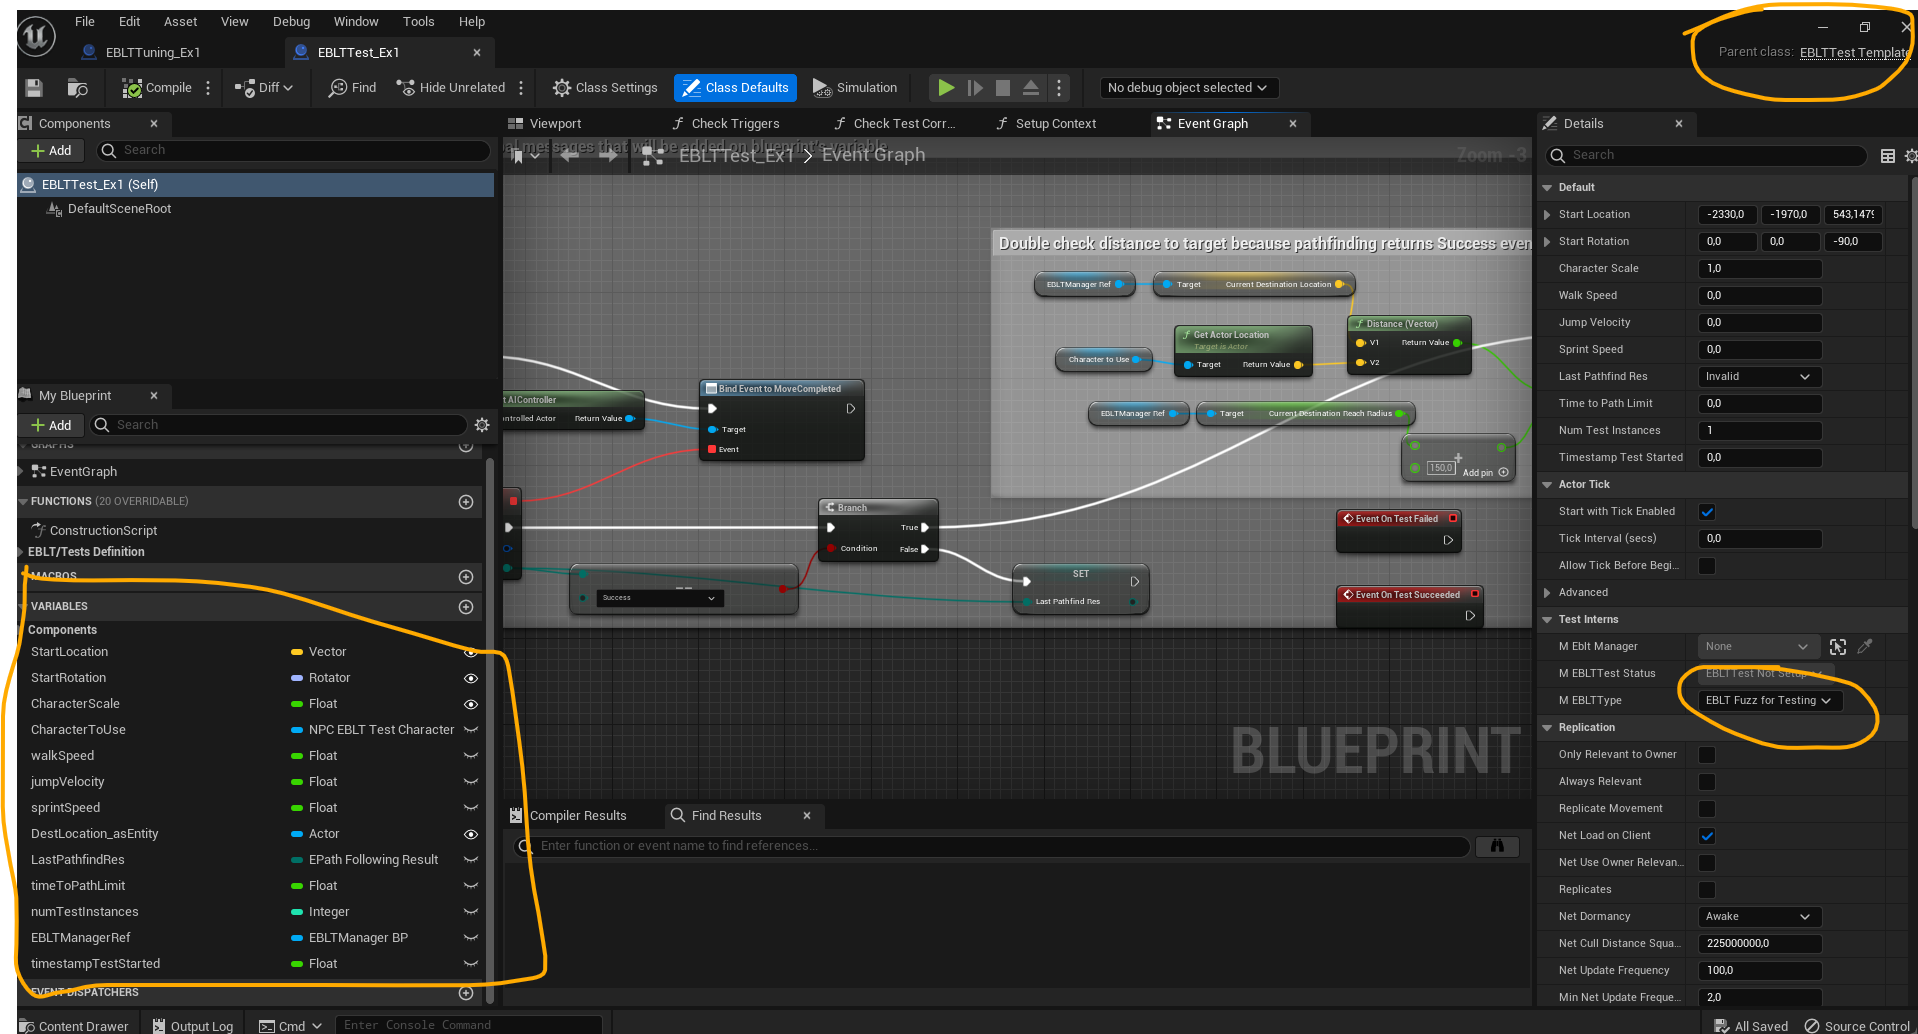 File Edit Asset View Debug Window Tools Help
EBLTTuning_Ex1
EBLTTest_Ex1
Parent class: EBLTTest Template
Compile
Diff
Find
Hide Unrelated
Class Settings
Class Defaults
Simulation
No debug object selected
Components
Add
Search
EBLTTest_Ex1 (Self)
DefaultSceneRoot
My Blueprint
Add
Search
GRAPHS
EventGraph
FUNCTIONS (20 OVERRIDABLE)
ConstructionScript
EBLT/Tests Definition
MACROS
VARIABLES
Components
StartLocation Vector
StartRotation Rotator
CharacterScale Float
CharacterToUse NPC EBLT Test Character
walkSpeed Float
jumpVelocity Float
sprintSpeed Float
DestLocation_asEntity Actor
LastPathfindRes EPath Following Result
timeToPathLimit Float
numTestInstances Integer
EBLTManagerRef EBLTManager BP
timestampTestStarted Float
EVENT DISPATCHERS
Viewport
Check Triggers
Check Test Corr...
Setup Context
Event Graph
al messages that will be added on blueprint's variable
EBLTTest_Ex1 > Event Graph
Zoom -3
Double check distance to target because pathfinding returns Success even
EBLTManager Ref
Target Current Destination Location
Get Actor Location
Target is Actor
Target Return Value
Distance (Vector)
V1 Return Value
V2
Character to Use
EBLTManager Ref
Target Current Destination Reach Radius
150,0
Add pin
t AIController
ntrolled Actor Return Value
Bind Event to MoveCompleted
Target
Event
Branch
True
Condition False
==
Success
SET
Last Pathfind Res
Event On Test Failed
Event On Test Succeeded
BLUEPRINT
Compiler Results
Find Results
Enter function or event name to find references...
Details
Search
Default
Start Location -2330,0 -1970,0 543,1479
Start Rotation 0,0 0,0 -90,0
Character Scale 1,0
Walk Speed 0,0
Jump Velocity 0,0
Sprint Speed 0,0
Last Pathfind Res Invalid
Time to Path Limit 0,0
Num Test Instances 1
Timestamp Test Started 0,0
Actor Tick
Start with Tick Enabled
Tick Interval (secs) 0,0
Allow Tick Before Begi...
Advanced
Test Interns
M Eblt Manager None
M EBLTTest Status EBLTTest Not Setup
M EBLTType EBLT Fuzz for Testing
Replication
Only Relevant to Owner
Always Relevant
Replicate Movement
Net Load on Client
Net Use Owner Relevan...
Replicates
Net Dormancy Awake
Net Cull Distance Squa... 225000000,0
Net Update Frequency 100,0
Min Net Update Freque... 2,0
Content Drawer
Output Log
Cmd
Enter Console Command
All Saved
Source Control